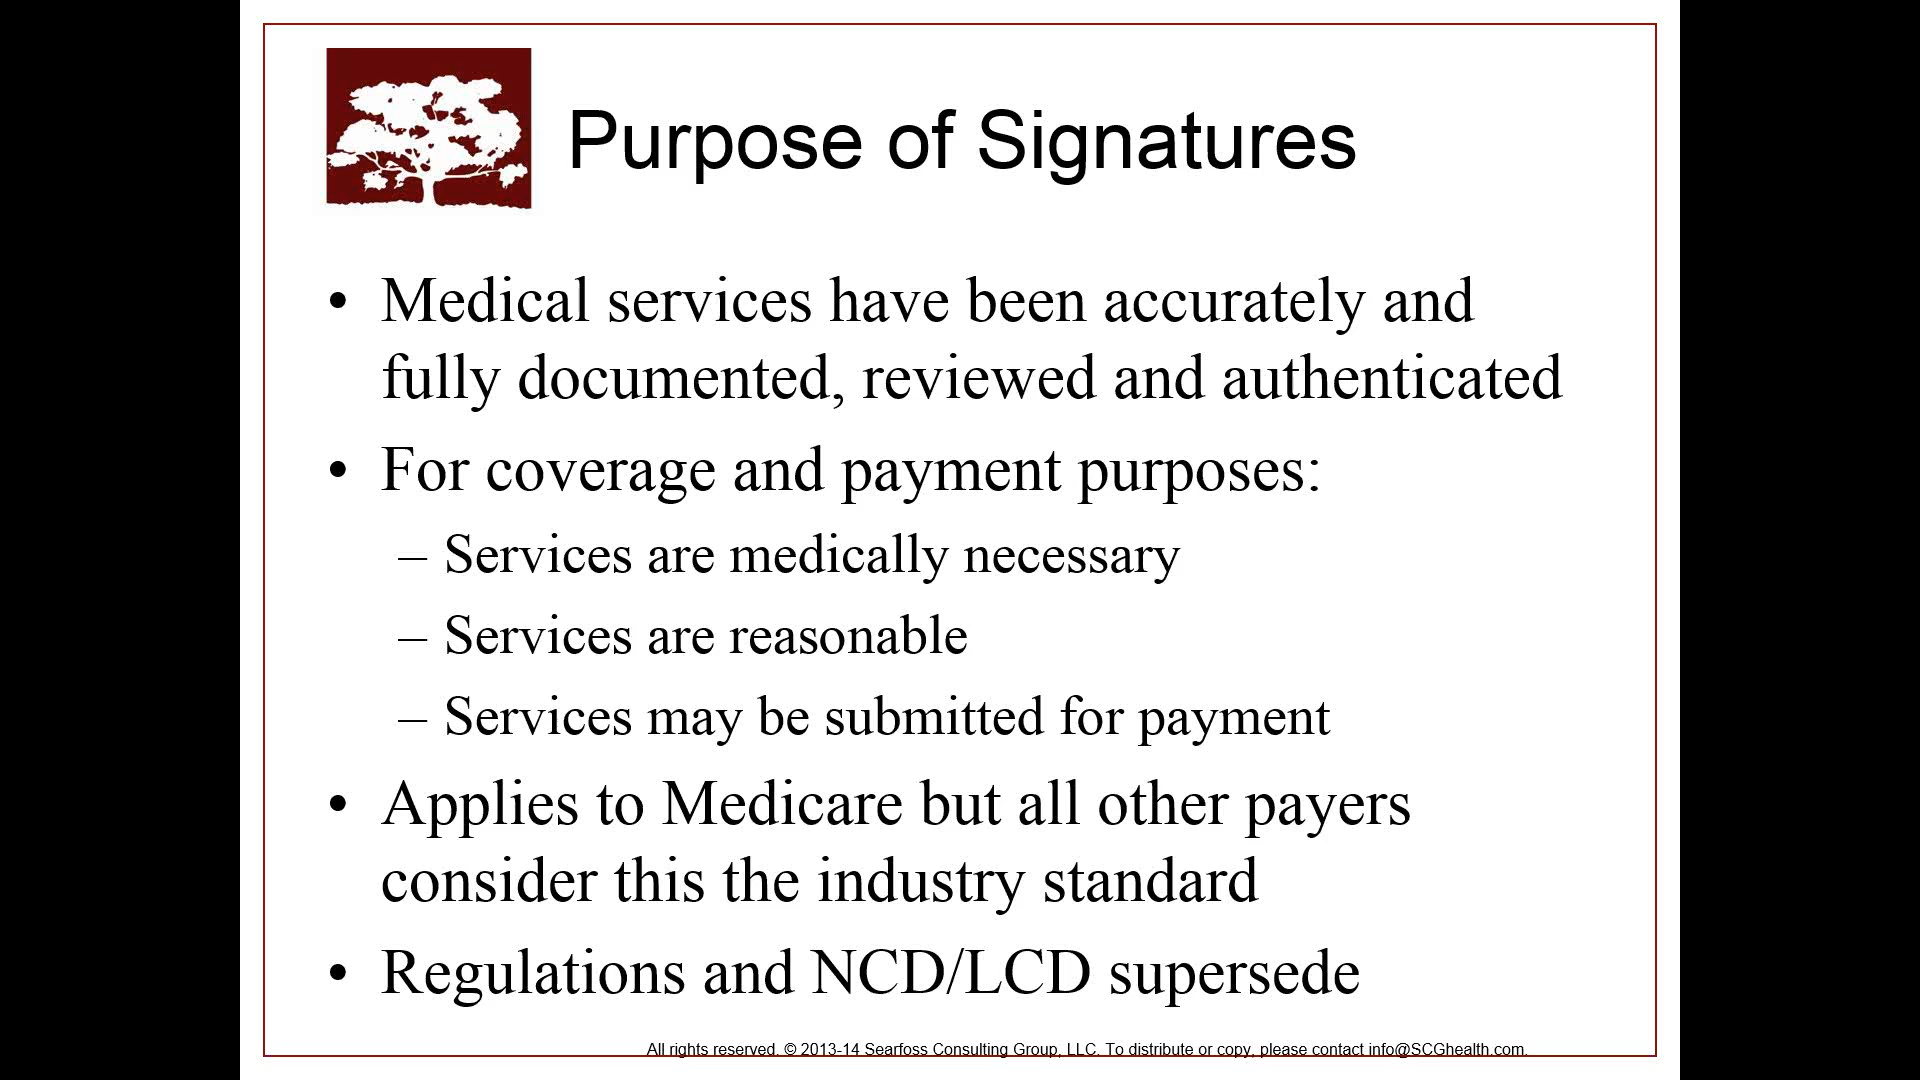 Purpose of Signatures
• Medical services have been accurately and
fully documented, reviewed and authenticated
• For coverage and payment purposes:
– Services are medically necessary
– Services are reasonable
– Services may be submitted for payment
• Applies to Medicare but all other payers
consider this the industry standard
• Regulations and NCD/LCD supersede
All rights reserved. © 2013-14 Searfoss Consulting Group, LLC. To distribute or copy, please contact info@SCGhealth.com.